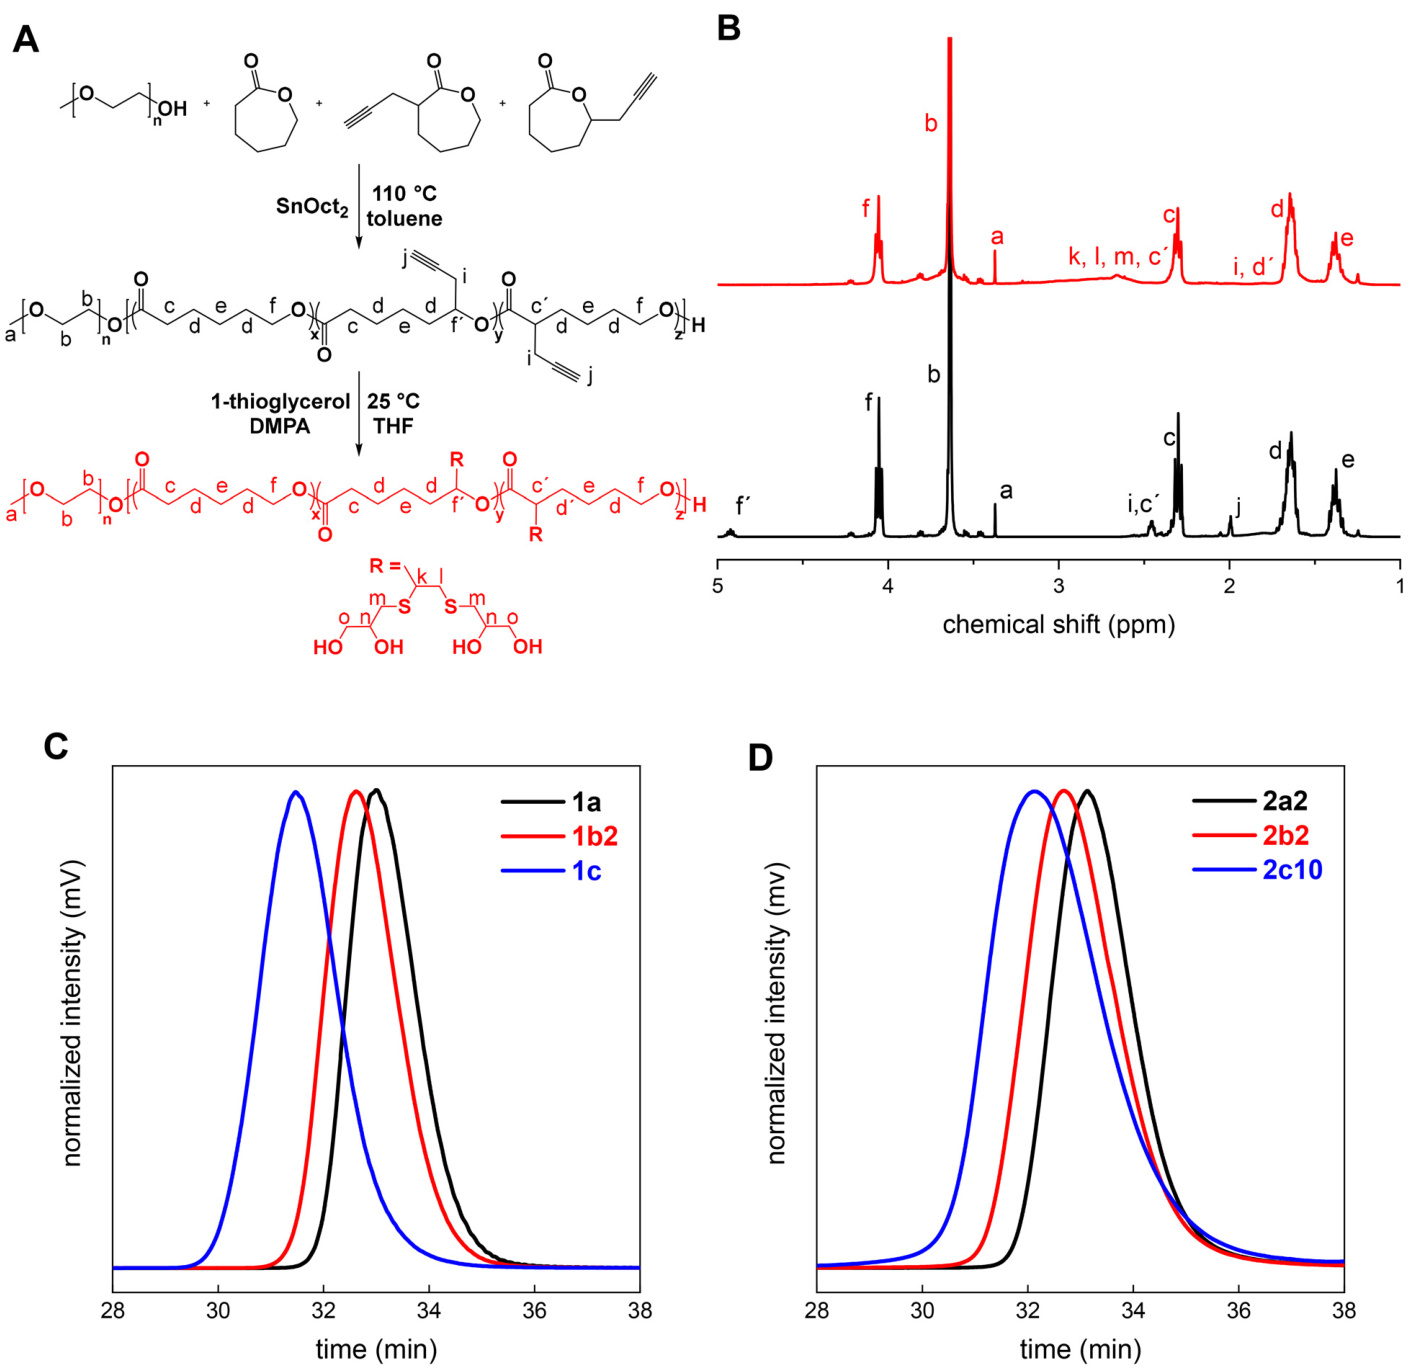 A
O
O
O
O
OH
n
+
O
+
O
+
O
O
SnOct2
110 °C
toluene
j
i
O
c
e
f
O
d
d
e
f´
O
c´
e
f
O
H
a
O
b
b
n
O
d
d
x
c
O
y
d
d
z
i
j
1-thioglycerol
DMPA
25 °C
THF
O
R
O
a
O
b
b
n
O
c
d
e
d
f
O
x
O
c
d
e
d
f´
O
y
c´
d´
e
d
f
O
z
H
R
R =
k
l
m
S
S
m
o
n
n
o
HO
OH
HO
OH
B
b
f
a
k, l, m, c´
c
i, d´
d
e
b
f
f´
a
i,c´
c
j
d
e
5
4
3
2
1
chemical shift (ppm)
C
1a
1b2
1c
normalized intensity (mV)
28
30
32
34
36
38
time (min)
D
2a2
2b2
2c10
normalized intensity (mv)
28
30
32
34
36
38
time (min)